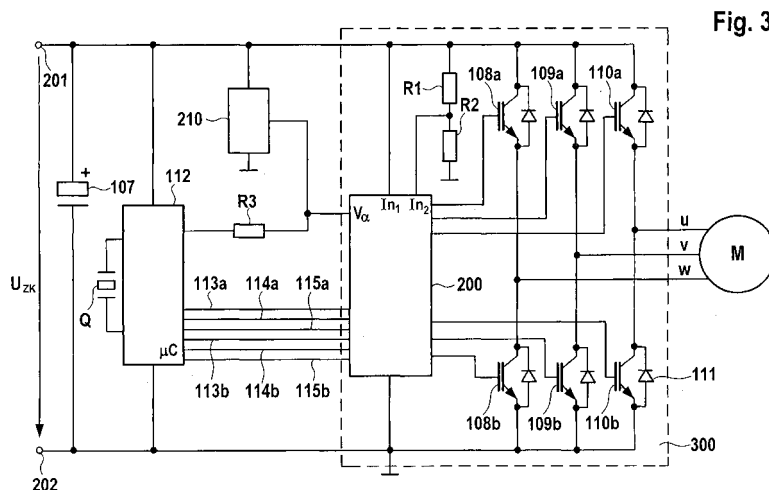 Fig. 3
201
R1
108a
109a
110a
210
R2
+
107
112
R3
Vα
In1
In2
u
v
w
M
UZK
Q
113a
114a
115a
200
μC
113b
114b
115b
108b
109b
110b
111
300
202